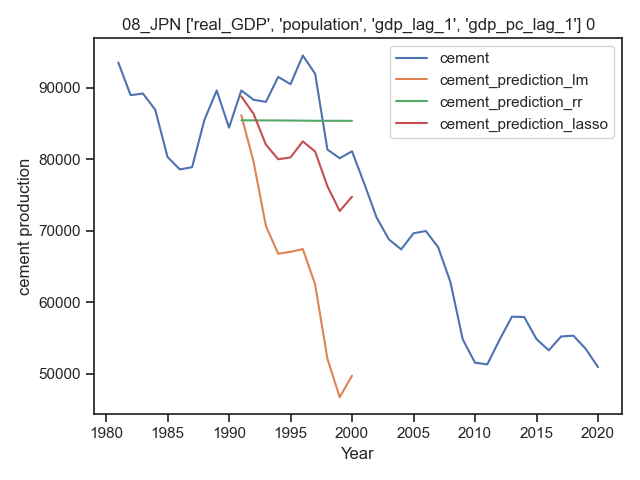 08_JPN ['real_GDP', 'population', 'gdp_lag_1', 'gdp_pc_lag_1'] 0
cement
cement_prediction_lm
cement_prediction_rr
cement_prediction_lasso
90000
80000
70000
60000
50000
cement production
1980 1985 1990 1995 2000 2005 2010 2015 2020
Year